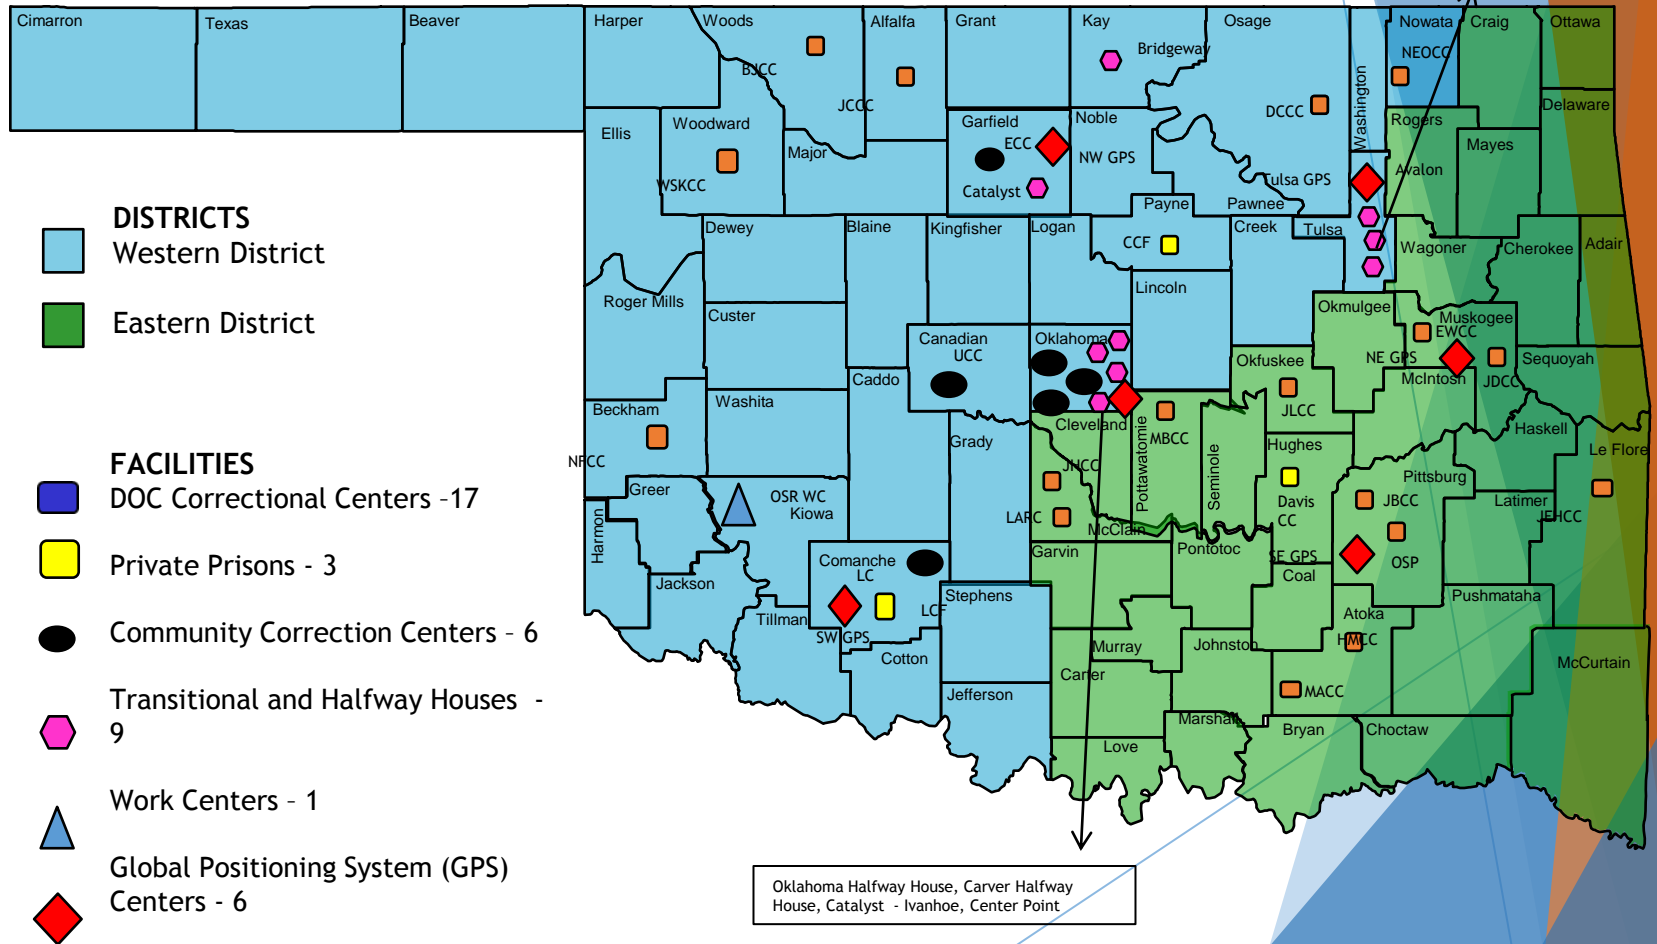 Cimarron
Texas
Beaver
Harper
Woods
Alfalfa
Grant
Kay
Osage
Nowata
Craig
Ottawa
Bridgeway
NEOCC
BJCC
JCCC
DCCC
Washington
Delaware
Ellis
Woodward
Major
Garfield
ECC
Noble
NW GPS
Rogers
Mayes
Avalon
WSKCC
Catalyst
Tulsa GPS
Payne
Pawnee
DISTRICTS
Western District
Eastern District
Dewey
Blaine
Kingfisher
Logan
CCF
Creek
Tulsa
Wagoner
Cherokee
Adair
Roger Mills
Custer
Lincoln
Okmulgee
Muskogee
EWCC
Canadian
UCC
Oklahoma
Okfuskee
NE GPS
JDCC
Sequoyah
McIntosh
Caddo
Washita
Beckham
JLCC
Cleveland
MBCC
Haskell
Grady
Hughes
Le Flore
NFCC
JHCC
Pottawatomie
Seminole
Pittsburg
FACILITIES
DOC Correctional Centers –17
Private Prisons - 3
Community Correction Centers – 6
Transitional and Halfway Houses -
9
Work Centers – 1
Global Positioning System (GPS)
Centers - 6
Greer
OSR WC
Kiowa
Harmon
LARC
McClain
Davis
CC
JBCC
Latimer
JEHCC
Comanche
LC
Garvin
Pontotoc
SE GPS
OSP
Jackson
Coal
Stephens
LCF
Tillman
SW GPS
Atoka
HMCC
Pushmataha
Cotton
Murray
Johnston
McCurtain
Jefferson
Carter
MACC
Marshall
Bryan
Choctaw
Love
Oklahoma Halfway House, Carver Halfway
House, Catalyst - Ivanhoe, Center Point